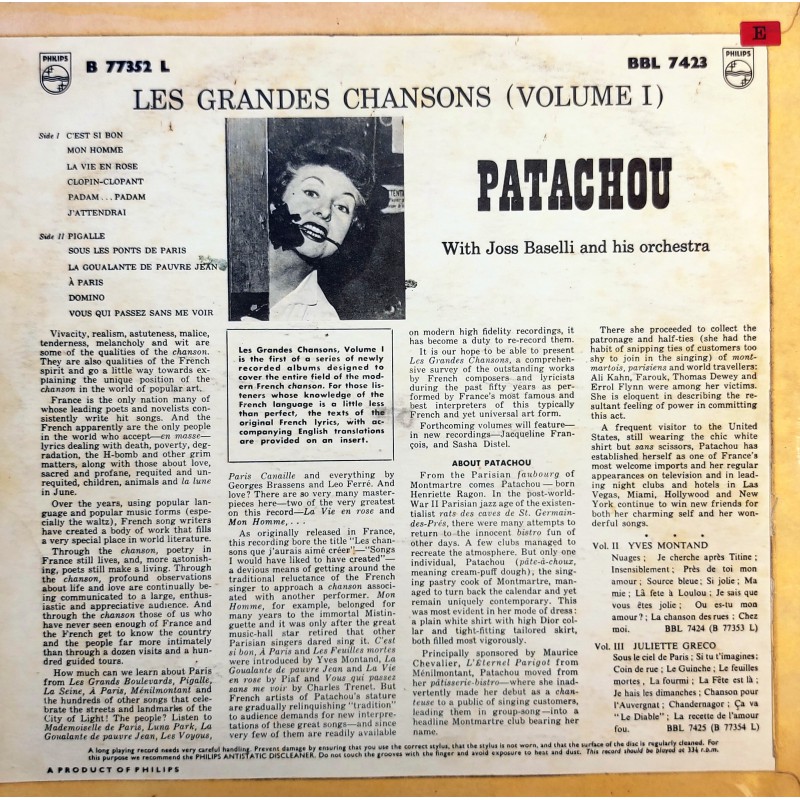 E
PHILIPS
B 77352 L
BBL 7423
PHILIPS
LES GRANDES CHANSONS (VOLUME I)
Side I C'EST SI BON
MON HOMME
LA VIE EN ROSE
CLOPIN-CLOPANT
PADAM...PADAM
J'ATTENDRAI
Side II PIGALLE
SOUS LES PONTS DE PARIS
LA GOUALANTE DE PAUVRE JEAN
À PARIS
DOMINO
VOUS QUI PASSEZ SANS ME VOIR
PATACHOU
With Joss Baselli and his orchestra
Vivacity, realism, astuteness, malice,
tenderness, melancholy and wit are
some of the qualities of the chanson.
They are also qualities of the French
spirit and go a little way towards ex-
plaining the unique position of the
chanson in the world of popular art.
France is the only nation many of
whose leading poets and novelists con-
sistently write hit songs. And the
French apparently are the only people
in the world who accept—en masse—
lyrics dealing with death, poverty, deg-
radation, the H-bomb and other grim
matters, along with those about love,
sacred and profane, requited and un-
requited, children, animals and la lune
in June.
Over the years, using popular lan-
guage and popular music forms (espe-
cially the waltz), French song writers
have created a body of work that fills
a very special place in world literature.
Through the chanson, poetry in
France still lives, and, more astonish-
ing, poets still make a living. Through
the chanson, profound observations
about life and love are continually be-
ing communicated to a large, enthus-
iastic and appreciative audience. And
through the chanson those of us who
have never seen enough of France and
the French get to know the country
and the people far more intimately
than through a dozen visits and a hun-
dred guided tours.
How much can we learn about Paris
from Les Grands Boulevards, Pigalle,
La Seine, À Paris, Ménilmontant and
the hundreds of other songs that cele-
brate the streets and landmarks of the
City of Light! The people? Listen to
Mademoiselle de Paris, Luna Park, La
Goualante de pauvre Jean, Les Voyous,
Les Grandes Chansons, Volume I
is the first of a series of newly
recorded albums designed to
cover the entire field of the mod-
ern French chanson. For those lis-
teners whose knowledge of the
French language is a little less
than perfect, the texts of the
original French lyrics, with ac-
companying English translations
are provided on an insert.
Paris Canaille and everything by
Georges Brassens and Leo Ferré. And
love? There are so very many master-
pieces here—two of the very greatest
on this record—La Vie en rose and
Mon Homme,...
As originally released in France,
this recording bore the title "Les chan-
sons que j'aurais aimé créer"—"Songs
I would have liked to have created"—
a devious means of getting around the
traditional reluctance of the French
singer to approach a chanson associ-
ated with another performer. Mon
Homme, for example, belonged for
many years to the immortal Mistin-
guette and it was only after the great
music-hall star retired that other
Parisian singers dared sing it. C'est
si bon, À Paris and Les Feuilles mortes
were introduced by Yves Montand, La
Goualante de pauvre Jean and La Vie
en rose by Piaf and Vous qui passez
sans me voir by Charles Trenet. But
French artists of Patachou's stature
are gradually relinquishing "tradition"
to audience demands for new interpre-
tations of these great songs—and since
very few of them are readily available
on modern high fidelity recordings, it
has become a duty to re-record them.
It is our hope to be able to present
Les Grandes Chansons, a comprehen-
sive survey of the outstanding works
by French composers and lyricists
during the past fifty years as per-
formed by France's most famous and
best interpreters of this typically
French and yet universal art form.
Forthcoming volumes will feature—
in new recordings—Jacqueline Fran-
çois, and Sasha Distel.
ABOUT PATACHOU
From the Parisian faubourg of
Montmartre comes Patachou—born
Henriette Ragon. In the post-world-
War II Parisian jazz age of the existen-
tialist rats des caves de St. Germain-
des-Prés, there were many attempts to
return to the innocent bistro fun of
other days. A few clubs managed to
recreate the atmosphere. But only one
individual, Patachou (pâte-à-choux,
meaning cream-puff dough), the sing-
ing pastry cook of Montmartre, man-
aged to turn back the calendar and yet
remain uniquely contemporary. This
was most evident in her mode of dress:
a plain white shirt with high Dior col-
lar and tight-fitting tailored skirt,
both filled most vigorously.
Principally sponsored by Maurice
Chevalier, L'Eternel Parigot from
Ménilmontant, Patachou moved from
her pâtisserie-bistro—where she inad-
vertently made her debut as a chan-
teuse to a public of singing customers,
leading them in group-song—into a
headline Montmartre club bearing her
name.
There she proceeded to collect the
patronage and half-ties (she had the
habit of snipping ties of customers too
shy to join in the singing) of mont-
martois, parisiens and world travellers:
Ali Kahn, Farouk, Thomas Dewey and
Errol Flynn were among her victims.
She is eloquent in describing the re-
sultant feeling of power in committing
this act.
A frequent visitor to the United
States, still wearing the chic white
shirt but sans scissors, Patachou has
established herself as one of France's
most welcome imports and her regular
appearances on television and in lead-
ing night clubs and hotels in Las
Vegas, Miami, Hollywood and New
York continue to win new friends for
both her charming self and her won-
derful songs.
Vol. II YVES MONTAND
Nuages; Je cherche après Titine;
Insensiblement; Près de toi mon
amour; Source bleue; Si jolie; Ma
mie; Lã fete à Loulou; Je sais que
vous êtes jolie; Ou es-tu mon
amour?; La chanson des rues; Chez
moi. BBL 7424 (B 77353 L)
Vol. III JULIETTE GRECO
Sous le ciel de Paris; Si tu t'imagines;
Coin de rue; Le Guinche; Le feuilles
mortes, La fourmi; La Fête est là;
Je hais les dimanches; Chanson pour
l'Auvergnat; Chandernagor; Ça va
"Le Diable"; La recette de l'amour
fou. BBL 7425 (B 77354 L)
A long playing record needs very careful handling. Prevent damage by ensuring that you use the correct stylus, that the stylus is not worn, and that the surface of the disc is regularly cleaned. For
this purpose we recommend the PHILIPS ANTISTATIC DISCLEANER. Do not touch the grooves with the finger and avoid exposure to heat and dust. This record should be played at 33⅓ r.p.m.
A PRODUCT OF PHILIPS